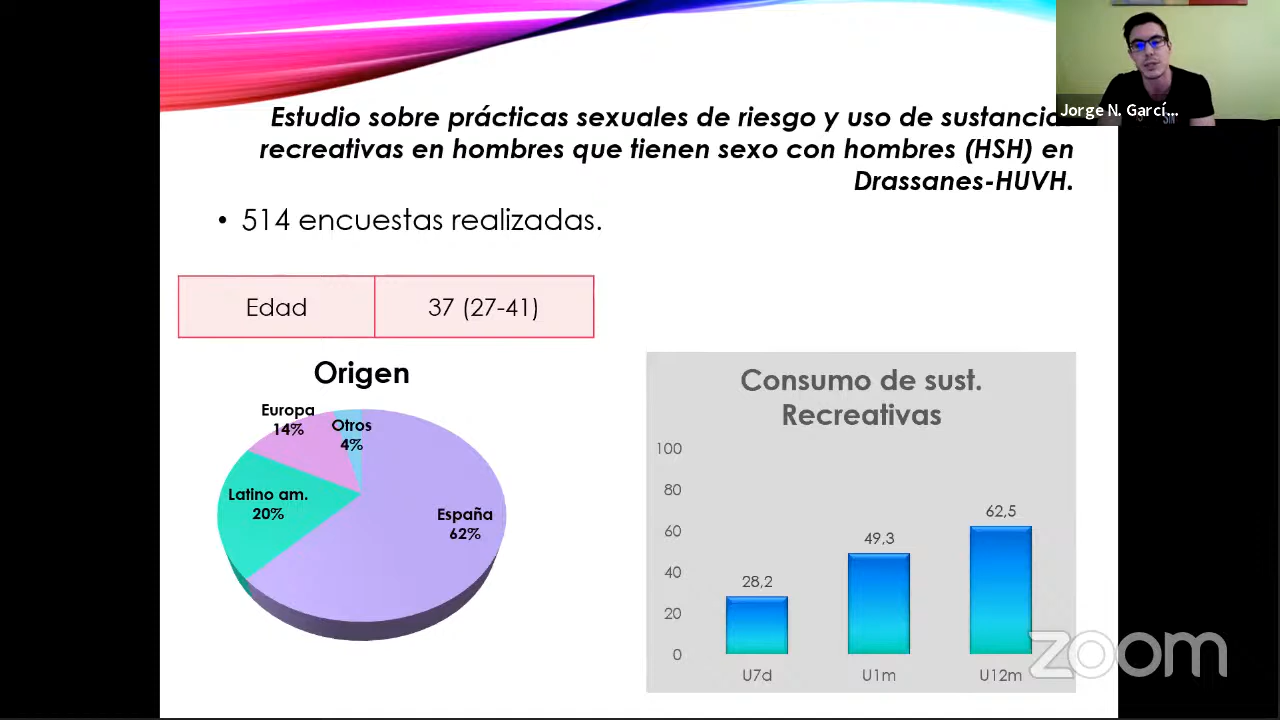 Jorge N. Garcí...
Estudio sobre prácticas sexuales de riesgo y uso de
recreativas en hombres que tienen sexo con hombres (HSH) en
Drassanes-HUVH.
• 514 encuestas realizadas.
Edad 37 (27-41)
Origen
Europa
14%
Otros
4%
Latino am.
20%
España
62%
Consumo de sust.
Recreativas
100
80
60
40
20
0
28,2
49,3
62,5
U7d
U1m
U12m
zoom